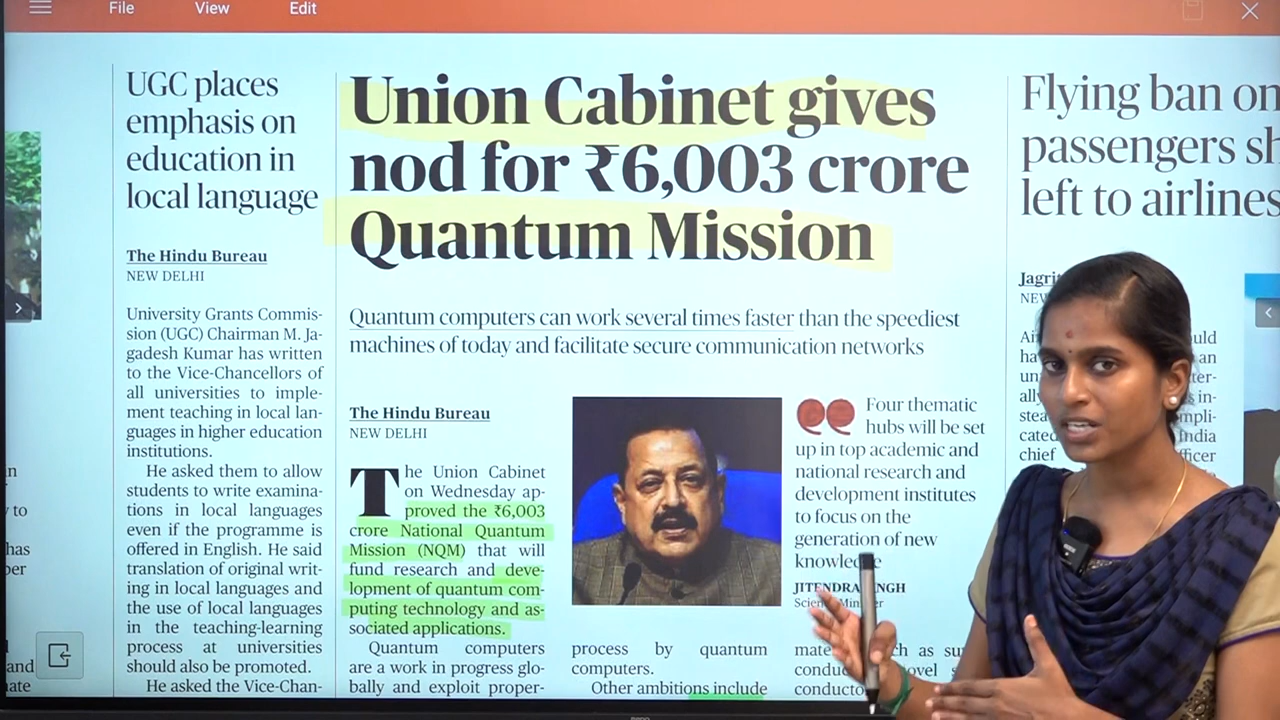 File View Edit
UGC places
emphasis on
education in
local language
The Hindu Bureau
NEW DELHI
University Grants Commis-
sion (UGC) Chairman M. Ja-
gadesh Kumar has written
to the Vice-Chancellors of
all universities to imple-
ment teaching in local lan-
guages in higher education
institutions.
He asked them to allow
students to write examina-
tions in local languages
even if the programme is
offered in English. He said
translation of original writ-
ing in local languages and
the use of local languages
in the teaching-learning
process at universities
should also be promoted.
He asked the Vice-Chan-
Union Cabinet gives
nod for ₹6,003 crore
Quantum Mission
Quantum computers can work several times faster than the speediest
machines of today and facilitate secure communication networks
The Hindu Bureau
NEW DELHI
The Union Cabinet
on Wednesday ap-
proved the ₹6,003
crore National Quantum
Mission (NQM) that will
fund research and deve-
lopment of quantum com-
puting technology and as-
sociated applications.
Quantum computers
are a work in progress glo-
bally and exploit proper-
process by quantum
computers.
Other ambitions include
Four thematic
hubs will be set
up in top academic and
national research and
development institutes
to focus on the
generation of new
JITENDRA
Flying ban on
passengers
left to airlines
chief